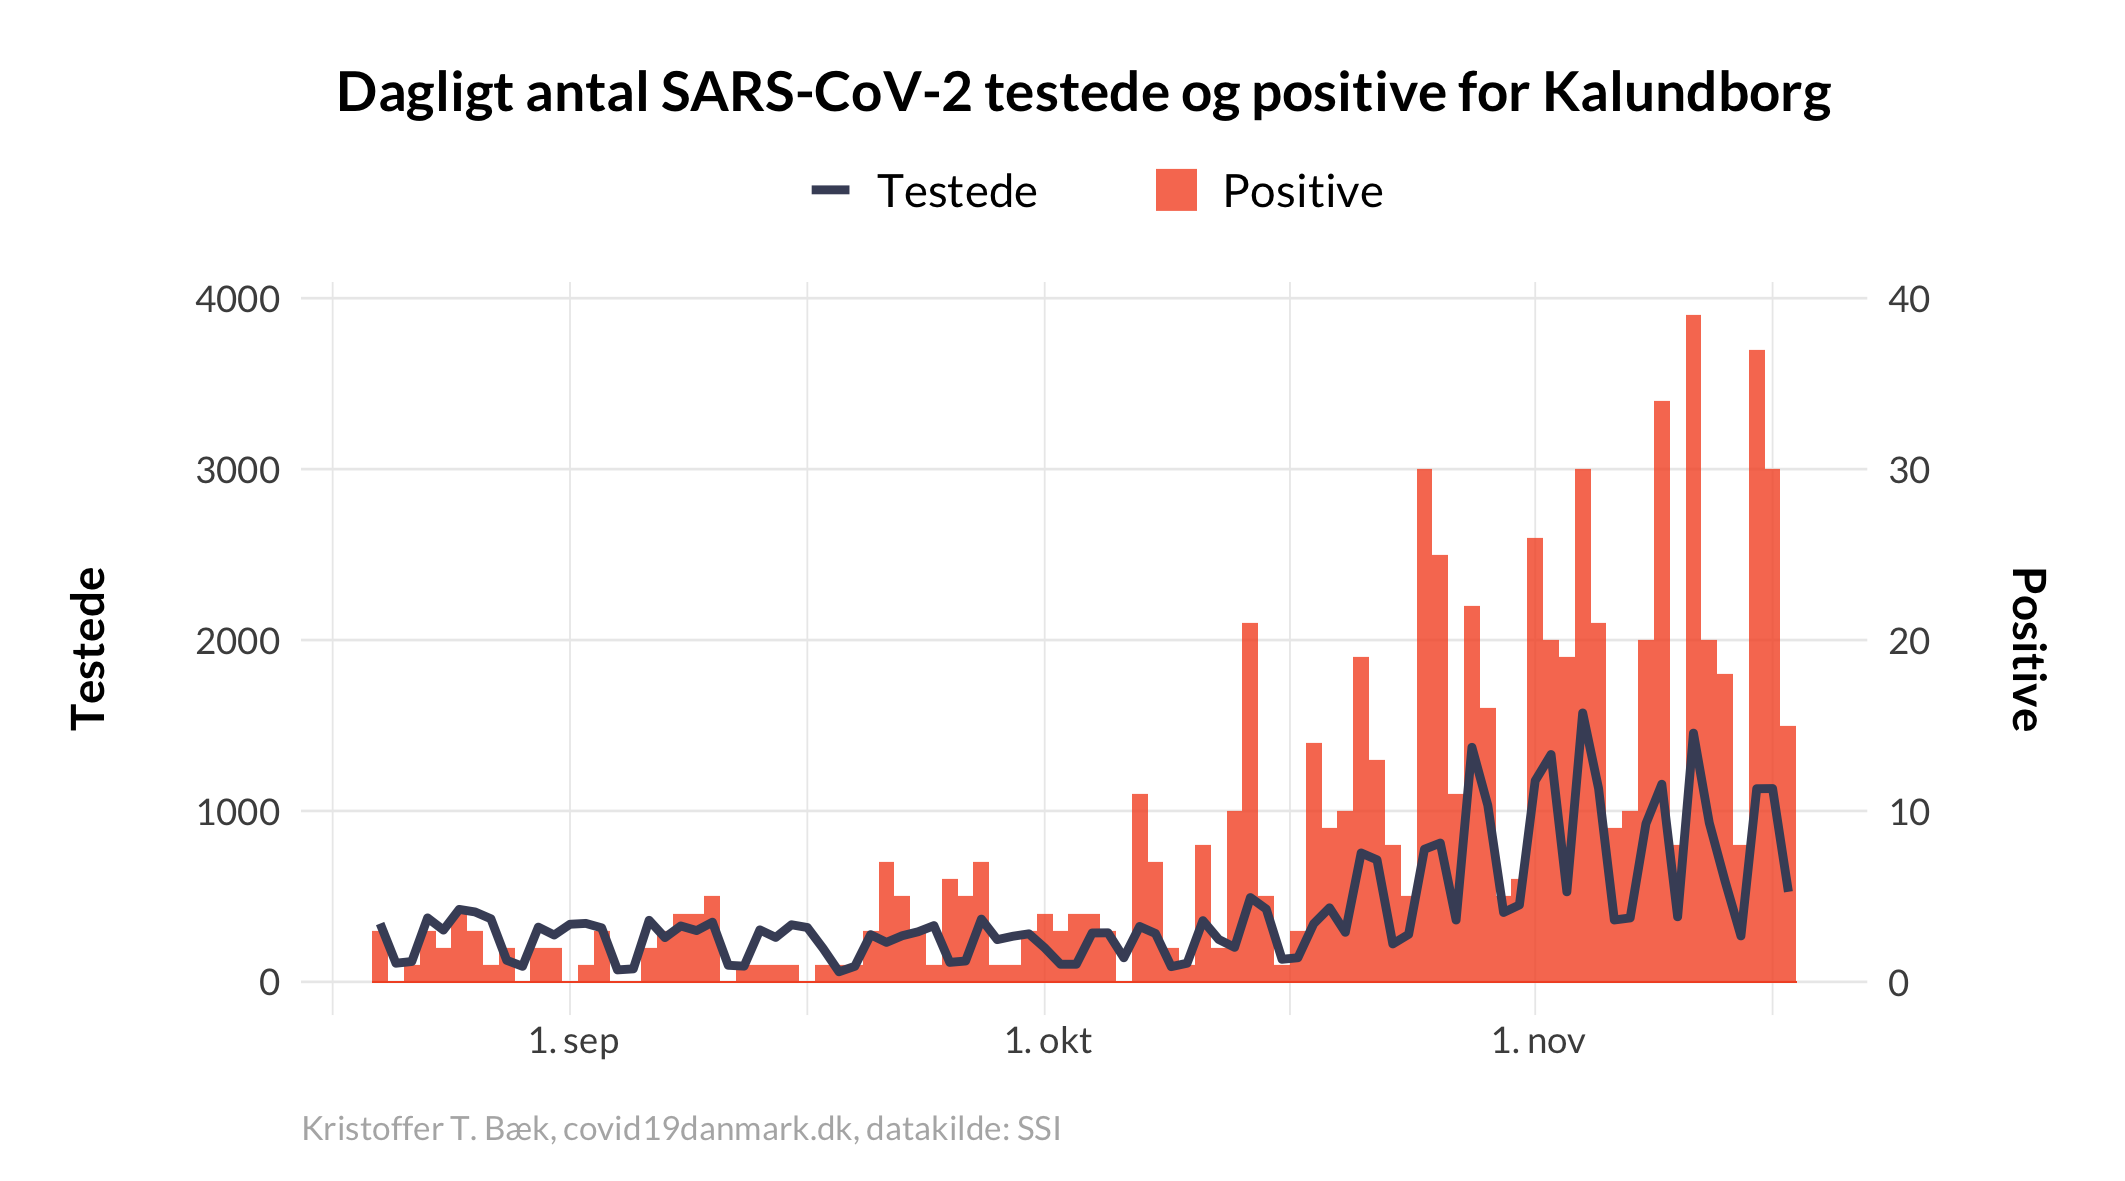 Dagligt antal SARS-CoV-2 testede og positive for Kalundborg
Testede
Positive
4000
3000
2000
1000
0
40
30
20
10
0
Testede
Positive
1. sep
1. okt
1. nov
Kristoffer T. Bæk, covid19danmark.dk, datakilde: SSI